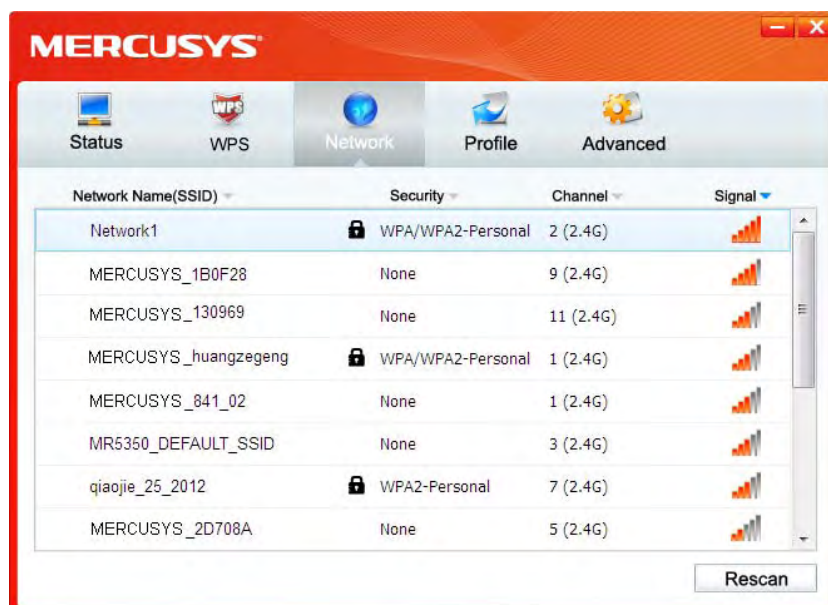 MERCUSYS
Status WPS Network Profile Advanced
Network Name(SSID) Security Channel Signal
Network1 WPA/WPA2-Personal 2 (2.4G)
MERCUSYS_1B0F28 None 9 (2.4G)
MERCUSYS_130969 None 11 (2.4G)
MERCUSYS_huangzegeng WPA/WPA2-Personal 1 (2.4G)
MERCUSYS_841_02 None 1 (2.4G)
MR5350_DEFAULT_SSID None 3 (2.4G)
qiaojie_25_2012 WPA2-Personal 7 (2.4G)
MERCUSYS_2D708A None 5 (2.4G)
Rescan